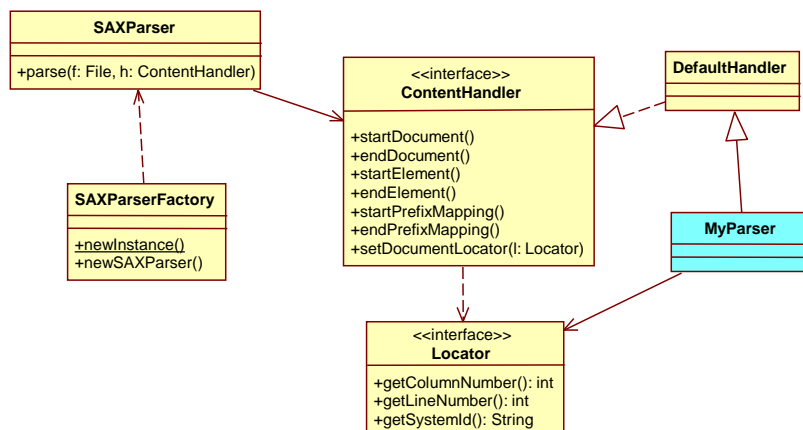 SAXParser
+parse(f: File, h: ContentHandler)
<<interface>>
ContentHandler
+startDocument()
+endDocument()
+startElement()
+endElement()
+startPrefixMapping()
+endPrefixMapping()
+setDocumentLocator(l: Locator)
DefaultHandler
SAXParserFactory
+newInstance()
+newSAXParser()
MyParser
<<interface>>
Locator
+getColumnNumber(): int
+getLineNumber(): int
+getSystemId(): String